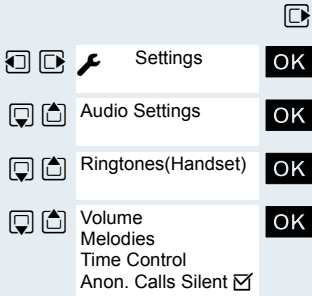 Settings OK
Audio Settings OK
Ringtones(Handset) OK
Volume OK
Melodies
Time Control
Anon. Calls Silent